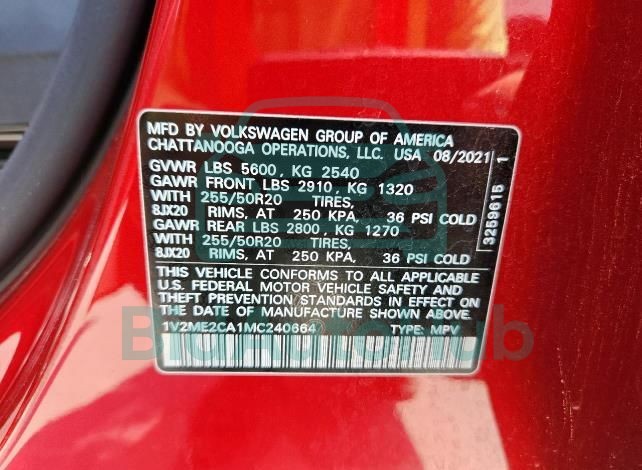 MFD BY VOLKSWAGEN GROUP OF AMERICA
CHATTANOOGA OPERATIONS, LLC. USA 08/2021
GVWR LBS 5600, KG 2540
GAWR FRONT LBS 2910, KG 1320
WITH 255/50R20 TIRES,
8JX20 RIMS, AT 250 KPA, 36 PSI COLD
GAWR REAR LBS 2800, KG 1270
WITH 255/50R20 TIRES,
8JX20 RIMS, AT 250 KPA, 36 PSI COLD
THIS VEHICLE CONFORMS TO ALL APPLICABLE
U.S. FEDERAL MOTOR VEHICLE SAFETY AND
THEFT PREVENTION STANDARDS IN EFFECT ON
THE DATE OF MANUFACTURE SHOWN ABOVE.
1V2ME2CA1MC240664 TYPE: MPV
3259615 1
BidAutoHub